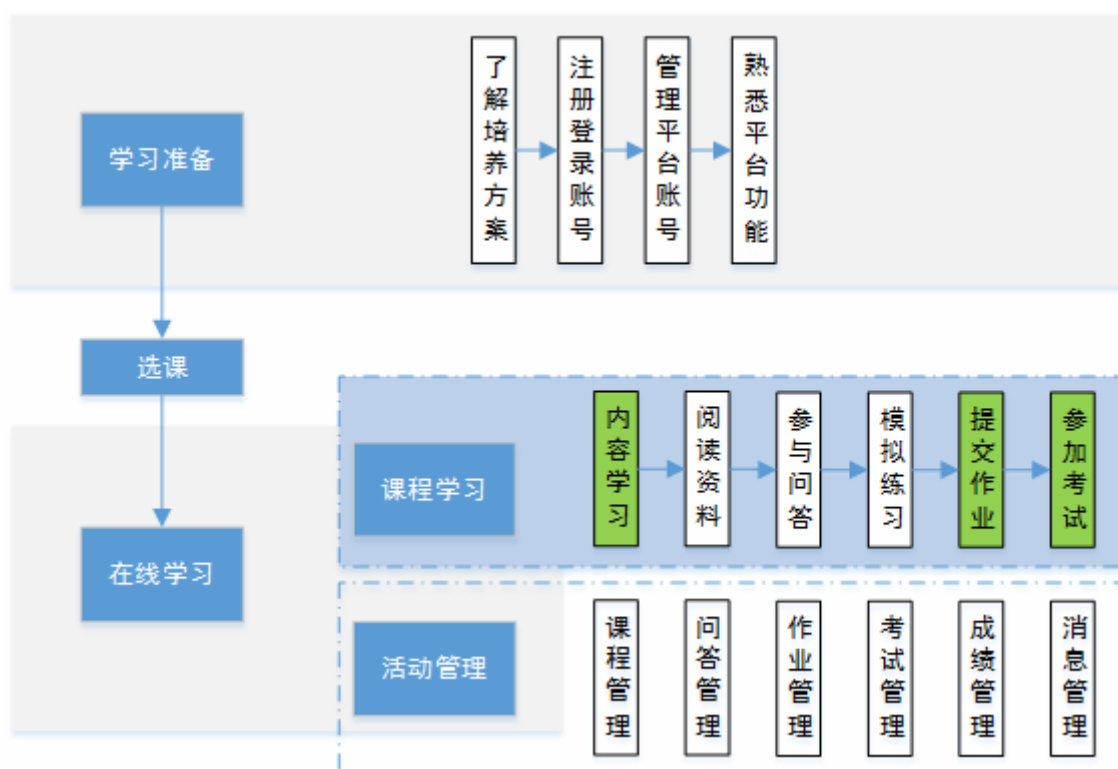 学习准备
了解培养方案
注册登录账号
管理平台账号
熟悉平台功能
选课
在线学习
课程学习
内容学习
阅读资料
参与问答
模拟练习
提交作业
参加考试
活动管理
课程管理
问答管理
作业管理
考试管理
成绩管理
消息管理